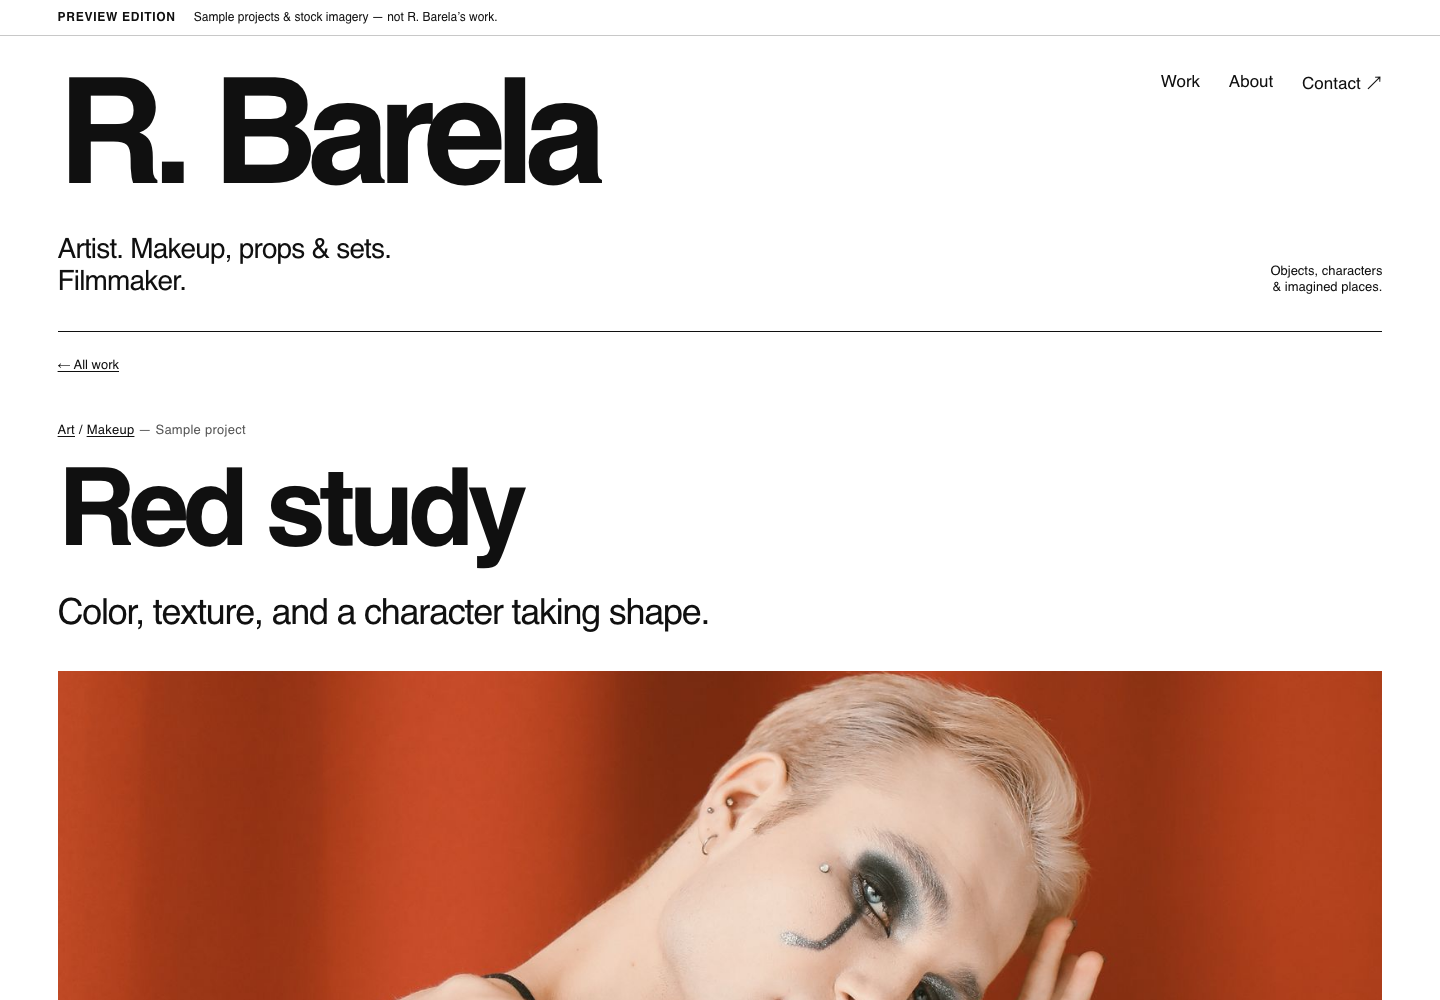 PREVIEW EDITION Sample projects & stock imagery — not R. Barela’s work.
R. Barela
Work About Contact ↗
Artist. Makeup, props & sets.
Filmmaker.
Objects, characters
& imagined places.
← All work
Art / Makeup — Sample project
Red study
Color, texture, and a character taking shape.